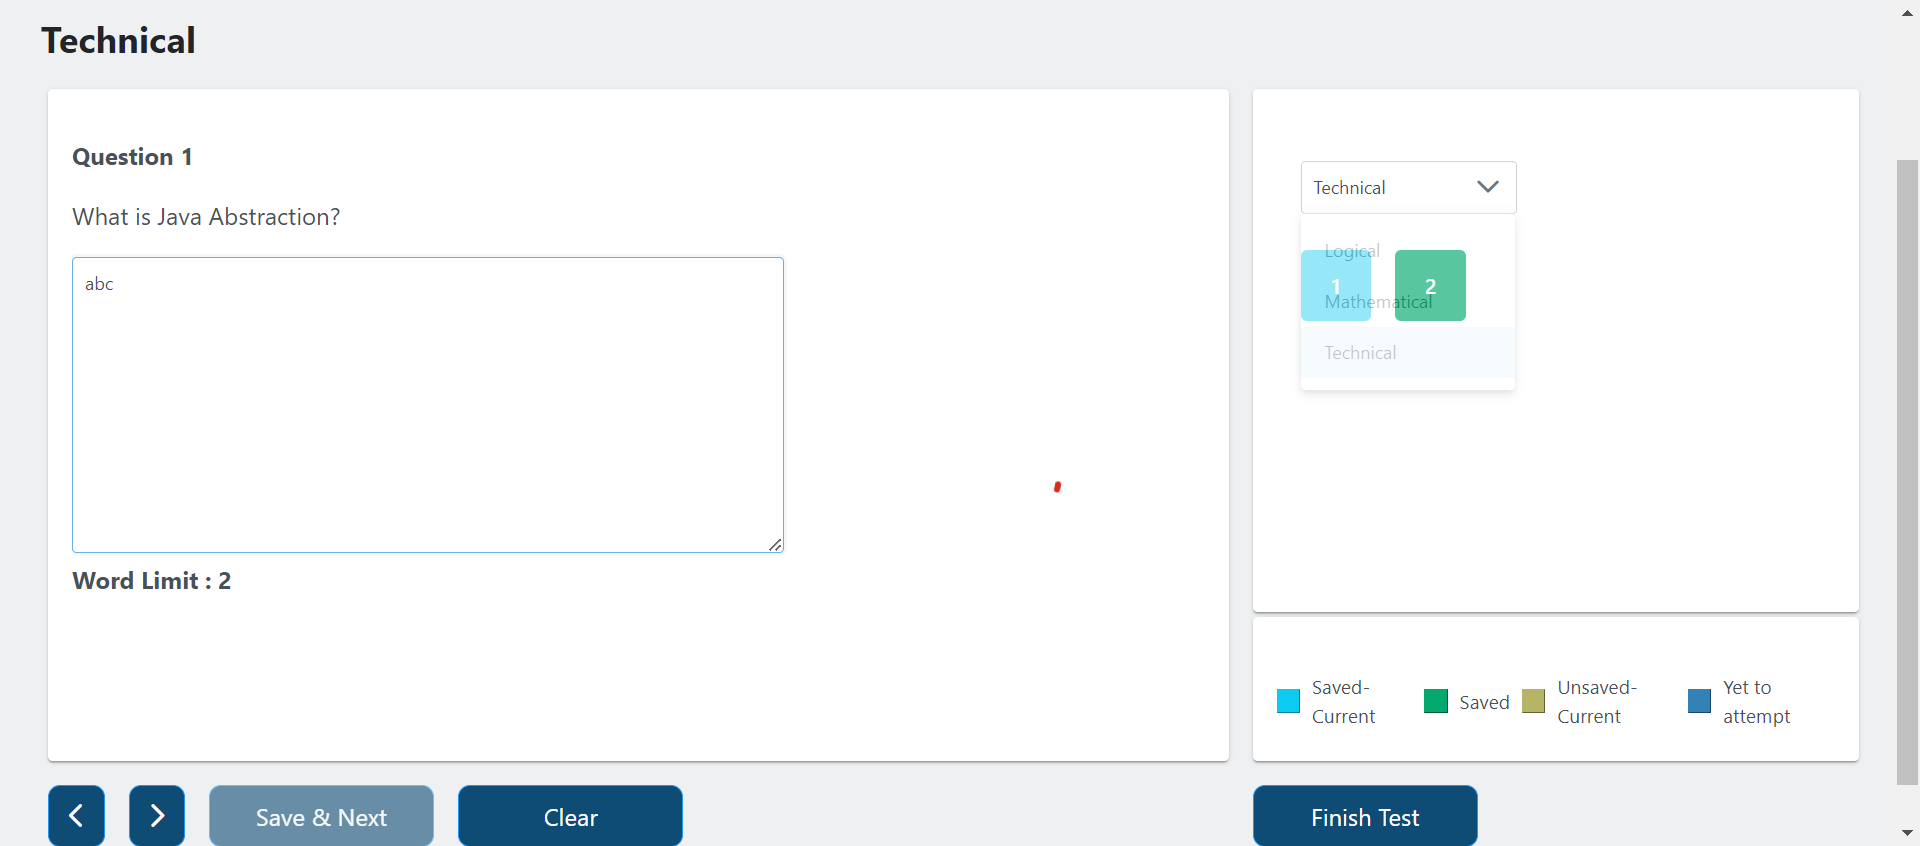 Technical
Question 1
What is Java Abstraction?
abc
Word Limit : 2
Technical
Logical
1
2
Mathematical
Technical
Saved-
Current
Saved
Unsaved-
Current
Yet to
attempt
Save & Next
Clear
Finish Test